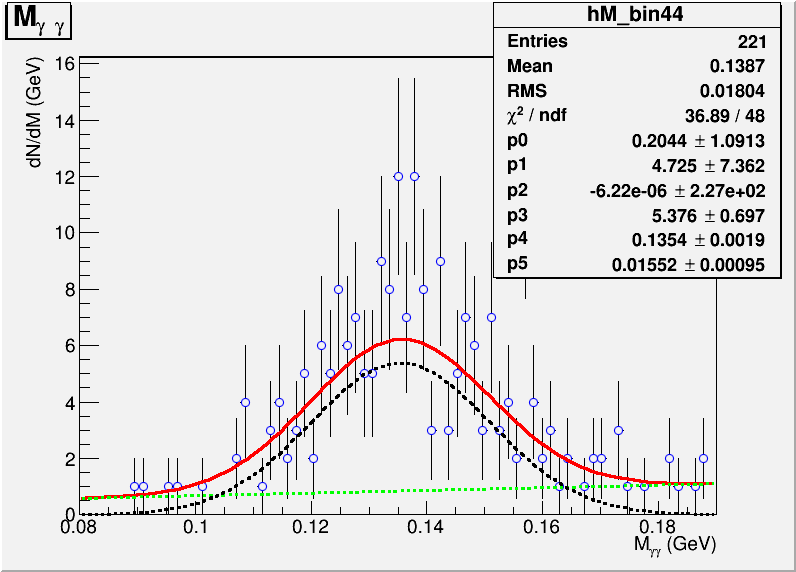 Mγ γ
hM_bin44
Entries 221
Mean 0.1387
RMS 0.01804
χ² / ndf 36.89 / 48
p0 0.2044 ± 1.0913
p1 4.725 ± 7.362
p2 -6.22e-06 ± 2.27e+02
p3 5.376 ± 0.697
p4 0.1354 ± 0.0019
p5 0.01552 ± 0.00095
dN/dM (GeV)
16
14
12
10
8
6
4
2
0
0.08 0.1 0.12 0.14 0.16 0.18
Mγγ (GeV)